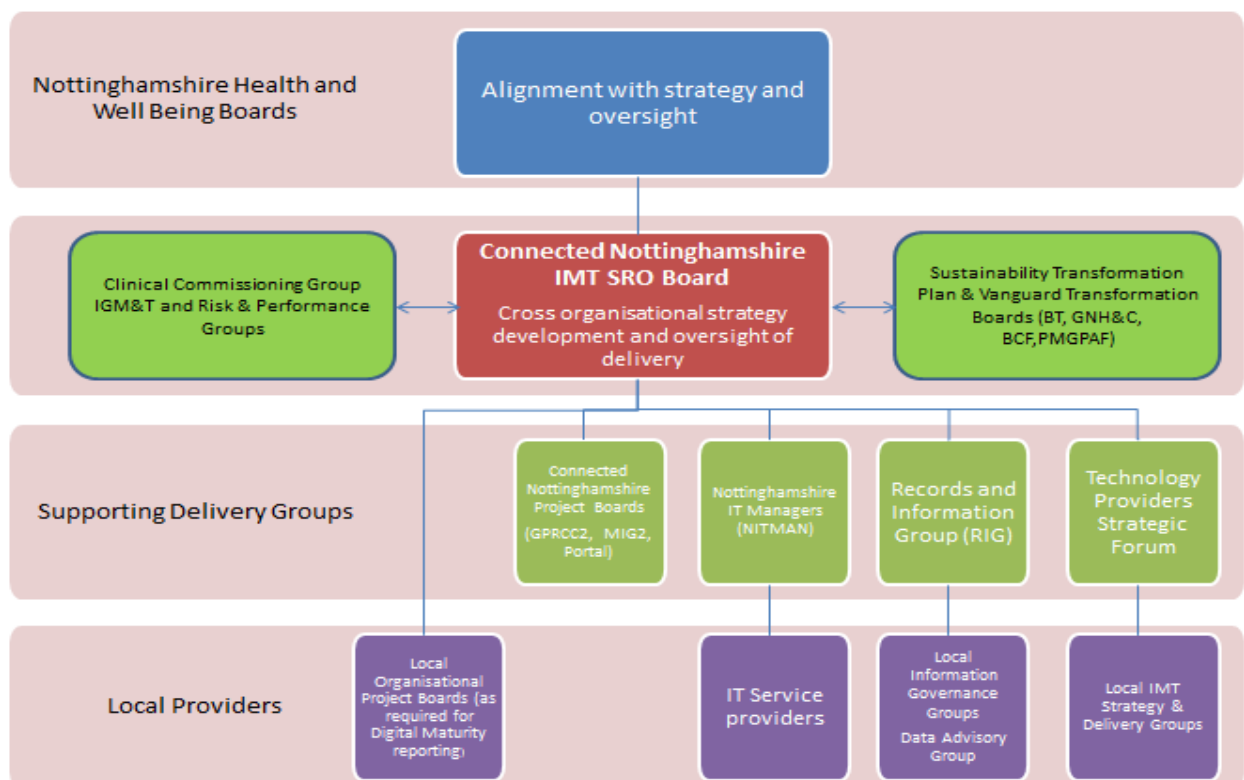 Nottinghamshire Health and
Well Being Boards
Alignment with strategy and
oversight
Clinical Commissioning Group
IGM&T and Risk & Performance
Groups
Connected Nottinghamshire
IMT SRO Board
Cross organisational strategy
development and oversight of
delivery
Sustainability Transformation
Plan & Vanguard Transformation
Boards (BT, GNH&C,
BCF,PMGPAF)
Supporting Delivery Groups
Connected
Nottinghamshire
Project Boards
(GPRCC2, MIG2,
Portal)
Nottinghamshire
IT Managers
(NITMAN)
Records and
Information
Group (RIG)
Technology
Providers
Strategic
Forum
Local Providers
Local
Organisational
Project Boards (as
required for
Digital Maturity
reporting)
IT Service
providers
Local
Information
Governance
Groups
Data Advisory
Group
Local IMT
Strategy &
Delivery Groups